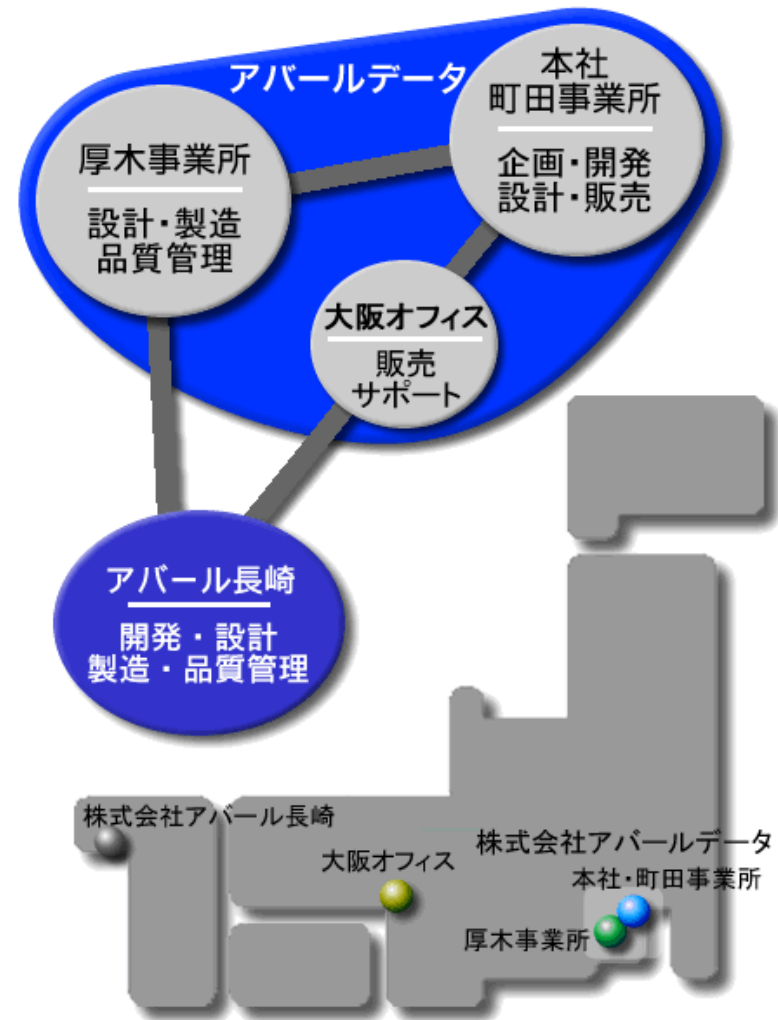 アバールデータ
本社
町田事業所
企画・開発
設計・販売
厚木事業所
設計・製造
品質管理
大阪オフィス
販売
サポート
アバール長崎
開発・設計
製造・品質管理
株式会社アバール長崎
大阪オフィス
株式会社アバールデータ
本社・町田事業所
厚木事業所